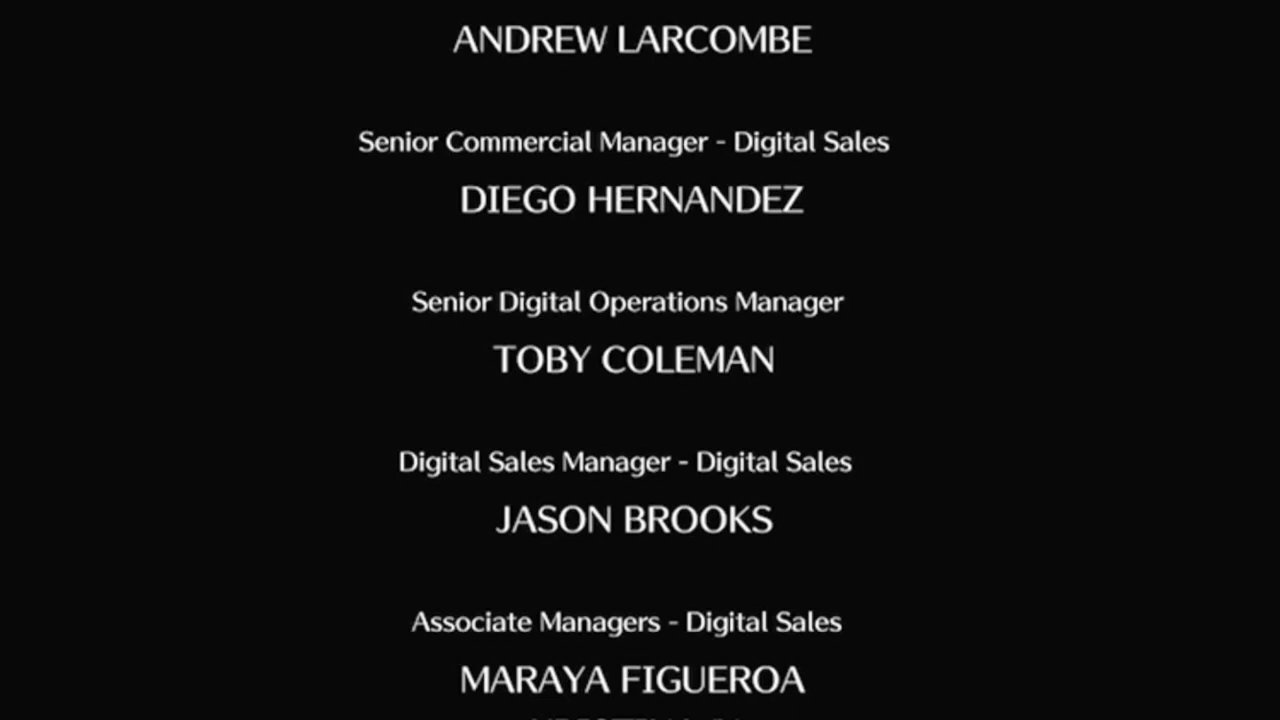 ANDREW LARCOMBE
Senior Commercial Manager - Digital Sales
DIEGO HERNANDEZ
Senior Digital Operations Manager
TOBY COLEMAN
Digital Sales Manager - Digital Sales
JASON BROOKS
Associate Managers - Digital Sales
MARAYA FIGUEROA